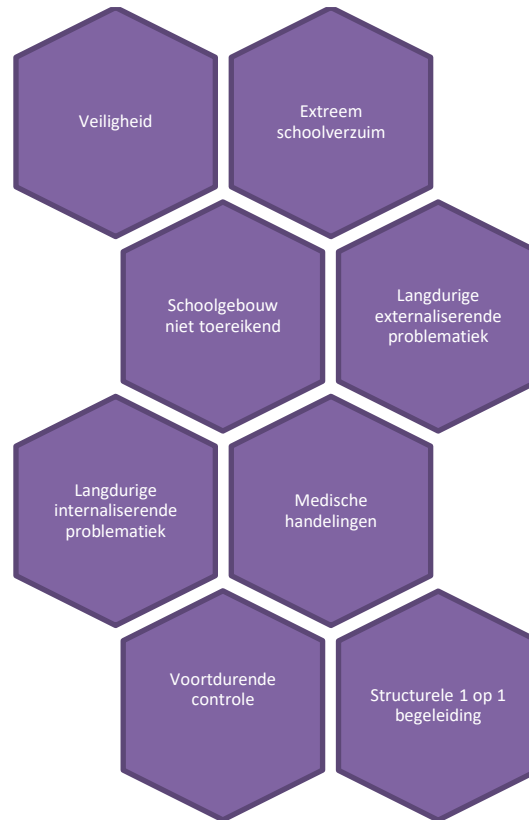 Veiligheid
Extreem
schoolverzuim
Schoolgebouw
niet toereikend
Langdurige
externaliserende
problematiek
Langdurige
internaliserende
problematiek
Medische
handelingen
Voortdurende
controle
Structurele 1 op 1
begeleiding